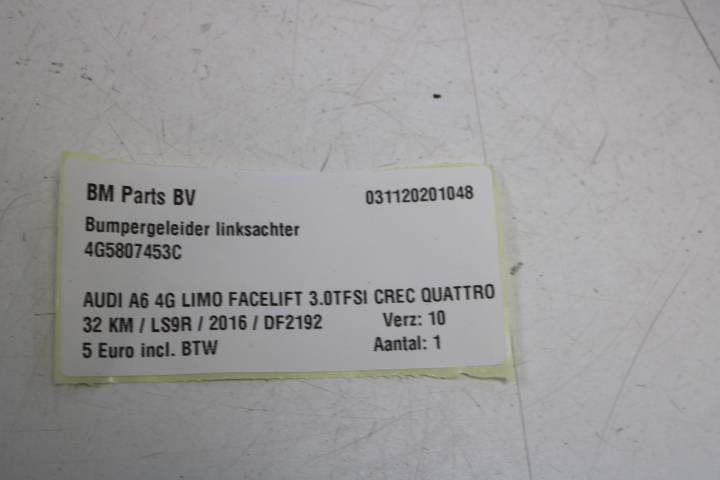 BM Parts BV 031120201048
Bumpergeleider linksachter
4G5807453C
AUDI A6 4G LIMO FACELIFT 3.0TFSI CREC QUATTRO
32 KM / LS9R / 2016 / DF2192 Verz: 10
5 Euro incl. BTW Aantal: 1